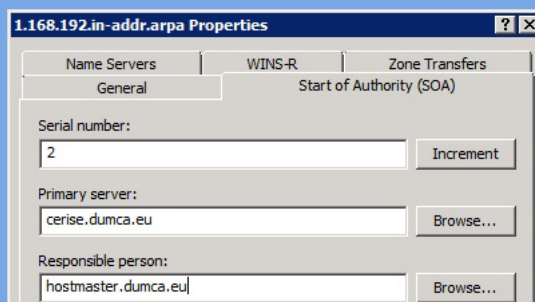 1.168.192.in-addr.arpa Properties
Name Servers WINS-R Zone Transfers
General Start of Authority (SOA)
Serial number:
2 Increment
Primary server:
cerise.dumca.eu Browse...
Responsible person:
hostmaster.dumca.eu Browse...